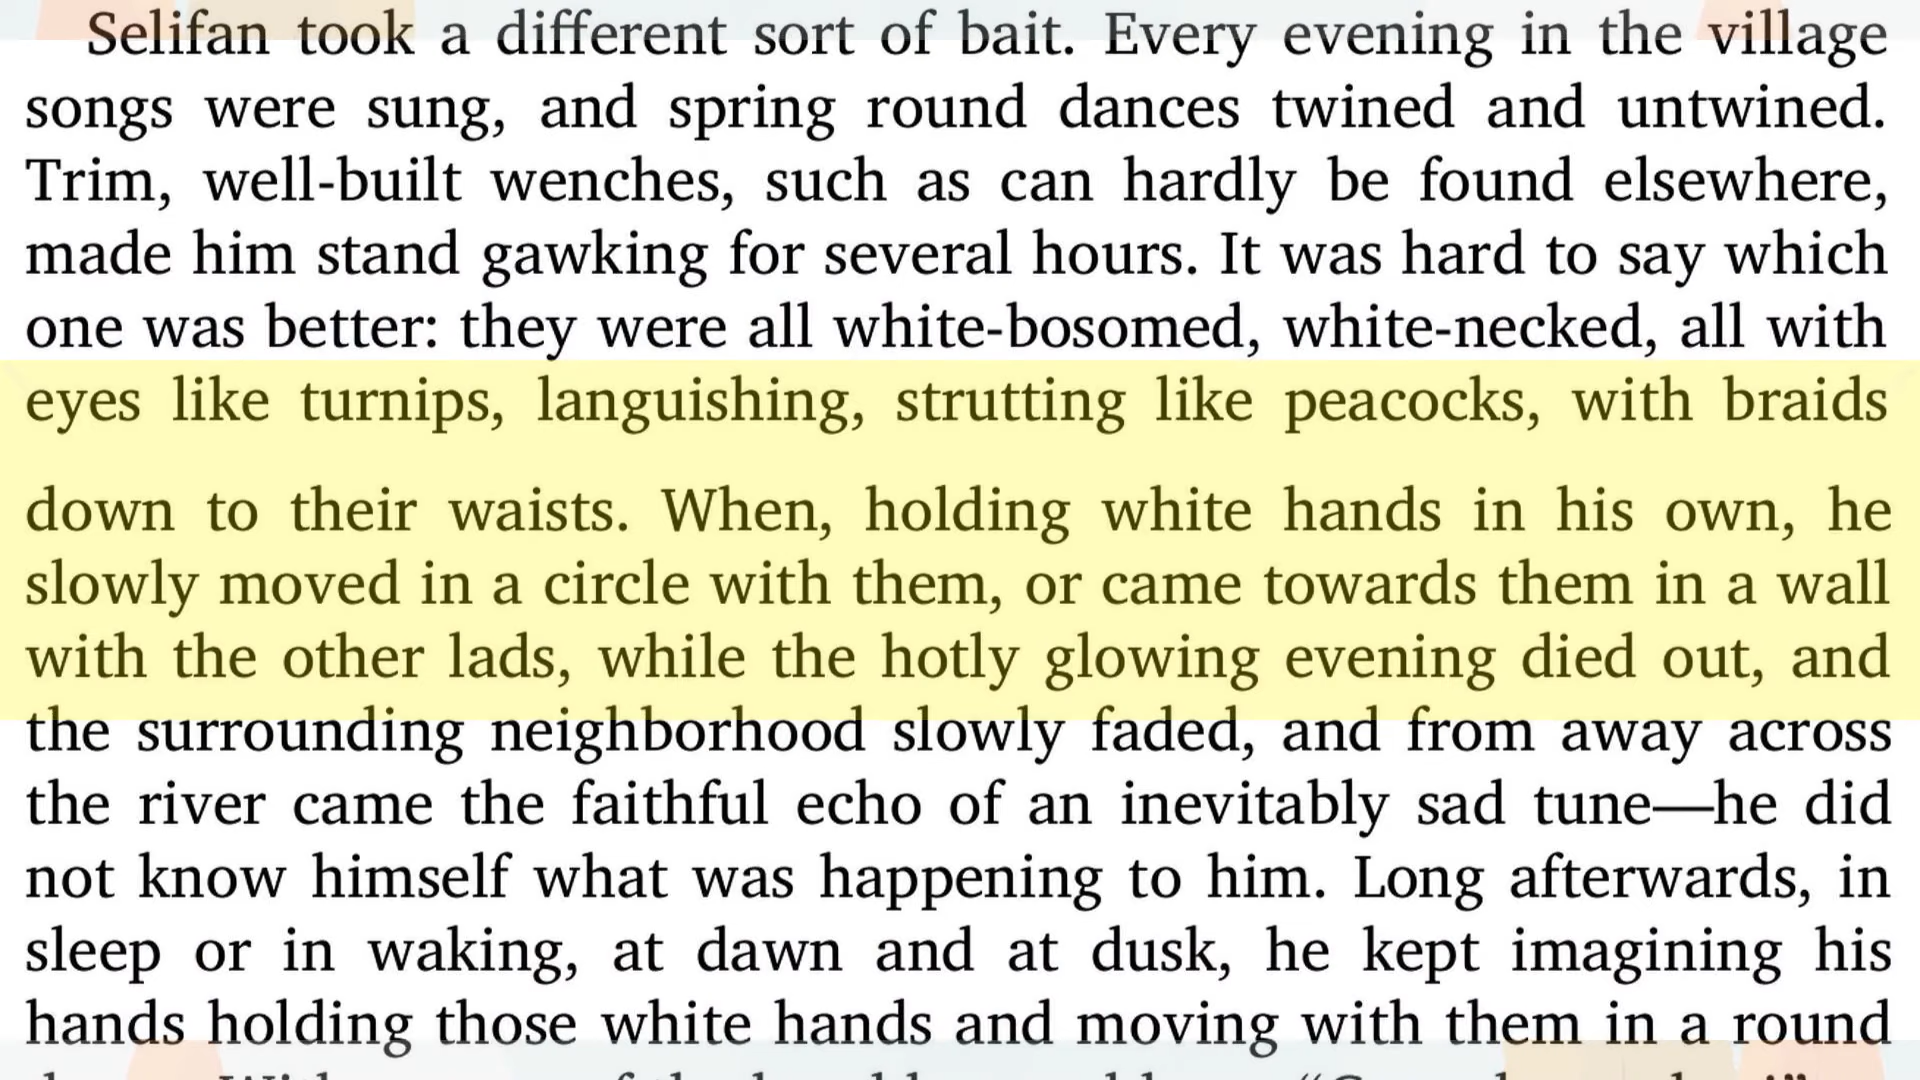 Selifan took a different sort of bait. Every evening in the village
songs were sung, and spring round dances twined and untwined.
Trim, well-built wenches, such as can hardly be found elsewhere,
made him stand gawking for several hours. It was hard to say which
one was better: they were all white-bosomed, white-necked, all with
eyes like turnips, languishing, strutting like peacocks, with braids
down to their waists. When, holding white hands in his own, he
slowly moved in a circle with them, or came towards them in a wall
with the other lads, while the hotly glowing evening died out, and
the surrounding neighborhood slowly faded, and from away across
the river came the faithful echo of an inevitably sad tune—he did
not know himself what was happening to him. Long afterwards, in
sleep or in waking, at dawn and at dusk, he kept imagining his
hands holding those white hands and moving with them in a round